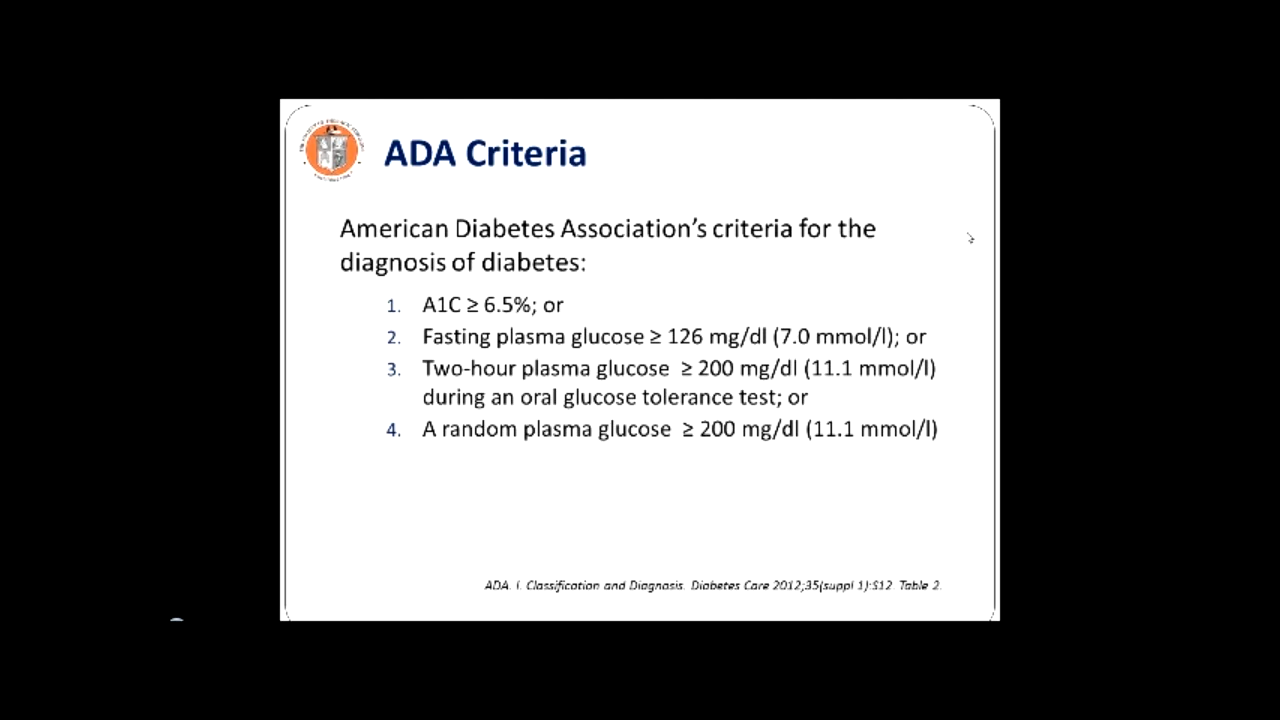 ADA Criteria
American Diabetes Association’s criteria for the
diagnosis of diabetes:
1. A1C ≥ 6.5%; or
2. Fasting plasma glucose ≥ 126 mg/dl (7.0 mmol/l); or
3. Two-hour plasma glucose ≥ 200 mg/dl (11.1 mmol/l)
during an oral glucose tolerance test; or
4. A random plasma glucose ≥ 200 mg/dl (11.1 mmol/l)
ADA. I. Classification and Diagnosis. Diabetes Care 2012;35(suppl 1):S12. Table 2.